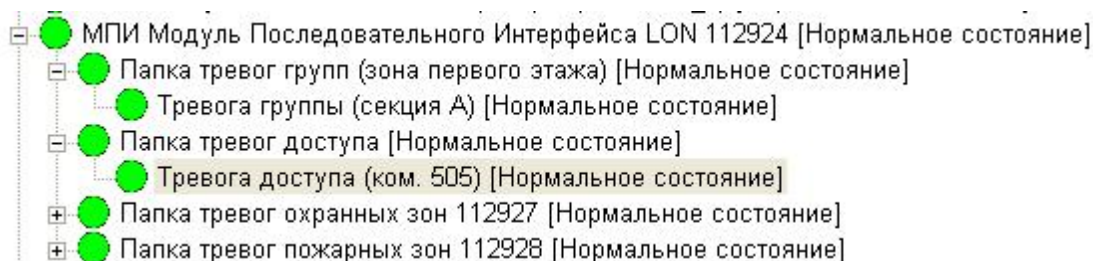 МПИ Модуль Последовательного Интерфейса LON 112924 [Нормальное состояние]
Папка тревог групп (зона первого этажа) [Нормальное состояние]
Тревога группы (секция А) [Нормальное состояние]
Папка тревог доступа [Нормальное состояние]
Тревога доступа (ком. 505) [Нормальное состояние]
Папка тревог охранных зон 112927 [Нормальное состояние]
Папка тревог пожарных зон 112928 [Нормальное состояние]